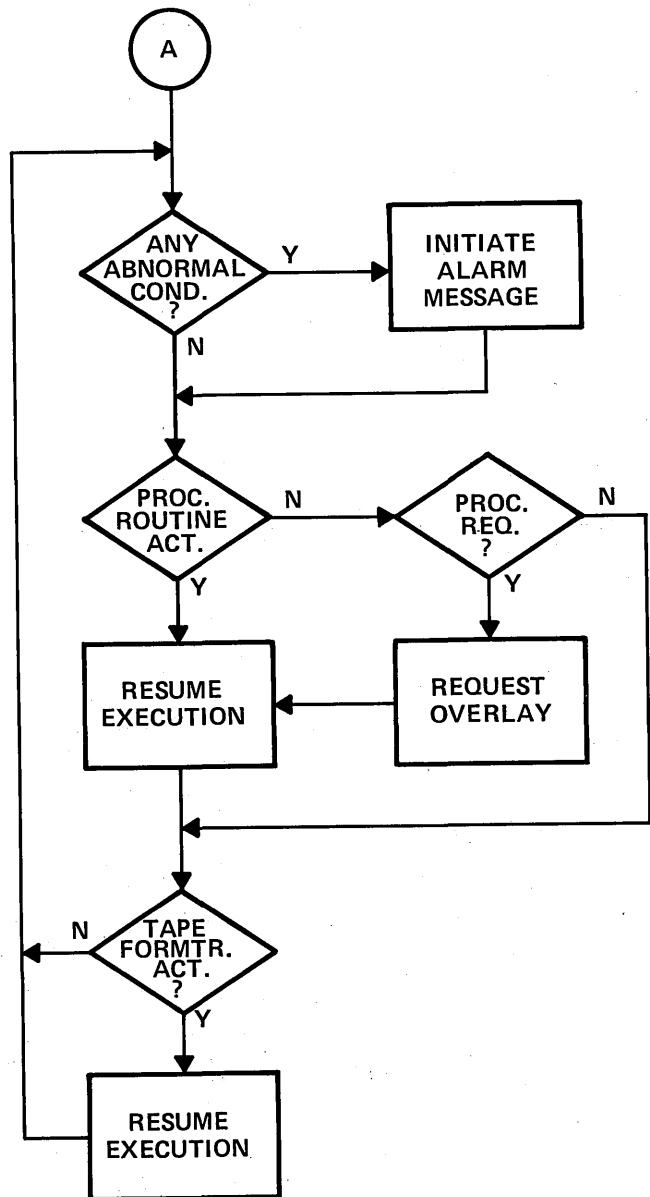 A
ANY
ABNORMAL
COND.
?
Y
N
INITIATE
ALARM
MESSAGE
PROC.
ROUTINE
ACT.
N
Y
PROC.
REQ.
?
N
Y
RESUME
EXECUTION
REQUEST
OVERLAY
TAPE
FORMTR.
ACT.
?
N
Y
RESUME
EXECUTION